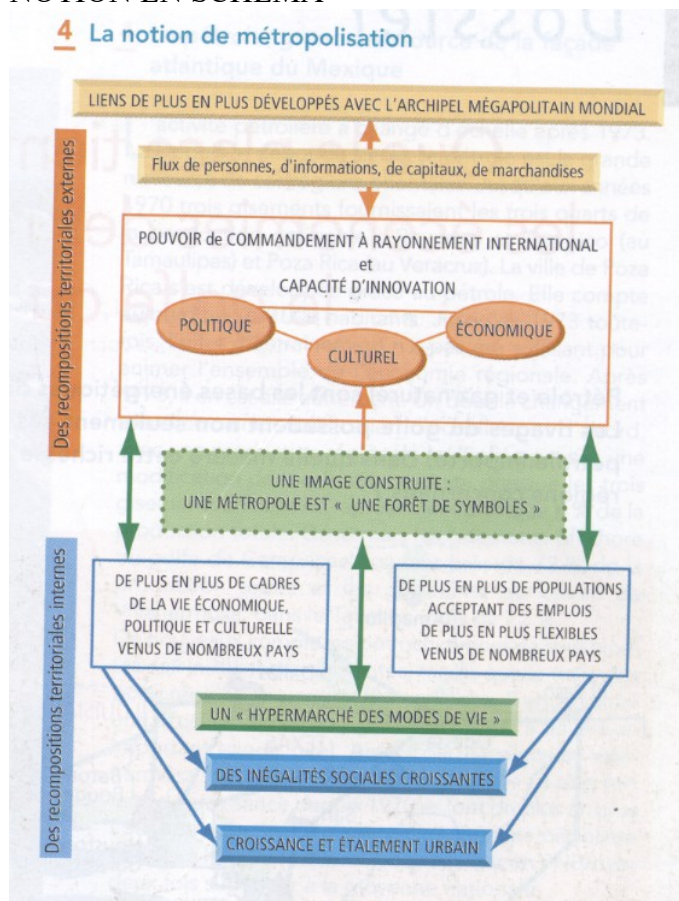 NOTION EN SCHEMA
4 La notion de métropolisation
LIENS DE PLUS EN PLUS DÉVELOPPÉS AVEC L'ARCHIPEL MÉGAPOLITAIN MONDIAL
Flux de personnes, d'informations, de capitaux, de marchandises
Des recompositions territoriales externes
POUVOIR de COMMANDEMENT À RAYONNEMENT INTERNATIONAL
et
CAPACITÉ D'INNOVATION
POLITIQUE
CULTUREL
ÉCONOMIQUE
UNE IMAGE CONSTRUITE :
UNE MÉTROPOLE EST « UNE FORÊT DE SYMBOLES »
Des recompositions territoriales internes
DE PLUS EN PLUS DE CADRES
DE LA VIE ÉCONOMIQUE,
POLITIQUE ET CULTURELLE
VENUS DE NOMBREUX PAYS
DE PLUS EN PLUS DE POPULATIONS
ACCEPTANT DES EMPLOIS
DE PLUS EN PLUS FLEXIBLES
VENUS DE NOMBREUX PAYS
UN « HYPERMARCHÉ DES MODES DE VIE »
DES INÉGALITÉS SOCIALES CROISSANTES
CROISSANCE ET ÉTALEMENT URBAIN